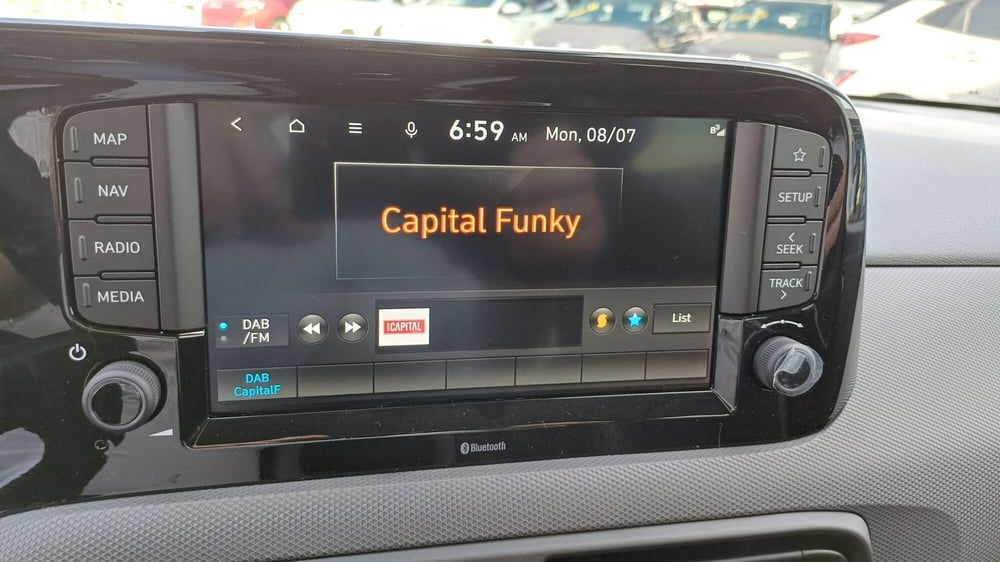 MAP
NAV
RADIO
MEDIA
6:59 AM Mon, 08/07
Capital Funky
DAB
/FM
CAPITAL
List
DAB
CapitalF
SETUP
<
SEEK
TRACK
>
Bluetooth